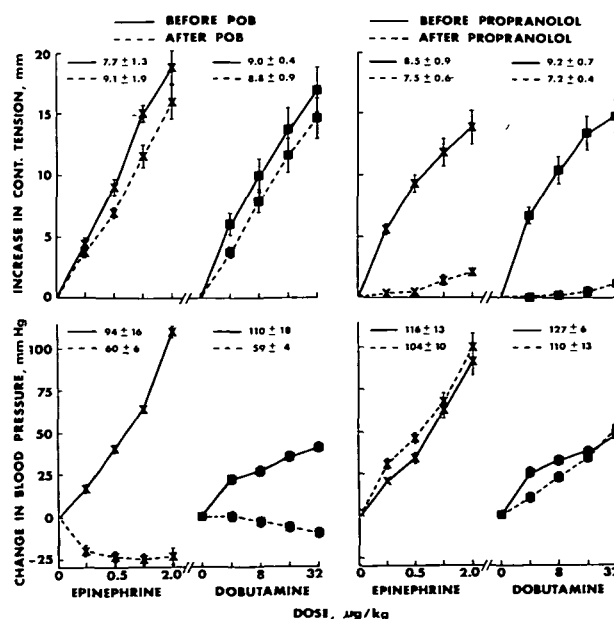 BEFORE POB
AFTER POB
BEFORE PROPRANOLOL
AFTER PROPRANOLOL
INCREASE IN CONT. TENSION, mm
20
15
10
5
0
7.7 ± 1.3
9.1 ± 1.9
9.0 ± 0.4
8.8 ± 0.9
8.5 ± 0.9
7.5 ± 0.6
9.2 ± 0.7
7.2 ± 0.4
CHANGE IN BLOOD PRESSURE, mm Hg
100
75
50
25
0
-25
94 ± 16
60 ± 6
110 ± 18
59 ± 4
116 ± 13
104 ± 10
127 ± 6
110 ± 13
0 0.5 2.0 0 8 32 0 0.5 2.0 0 8 32
EPINEPHRINE DOBUTAMINE EPINEPHRINE DOBUTAMINE
DOSE, µg/kg